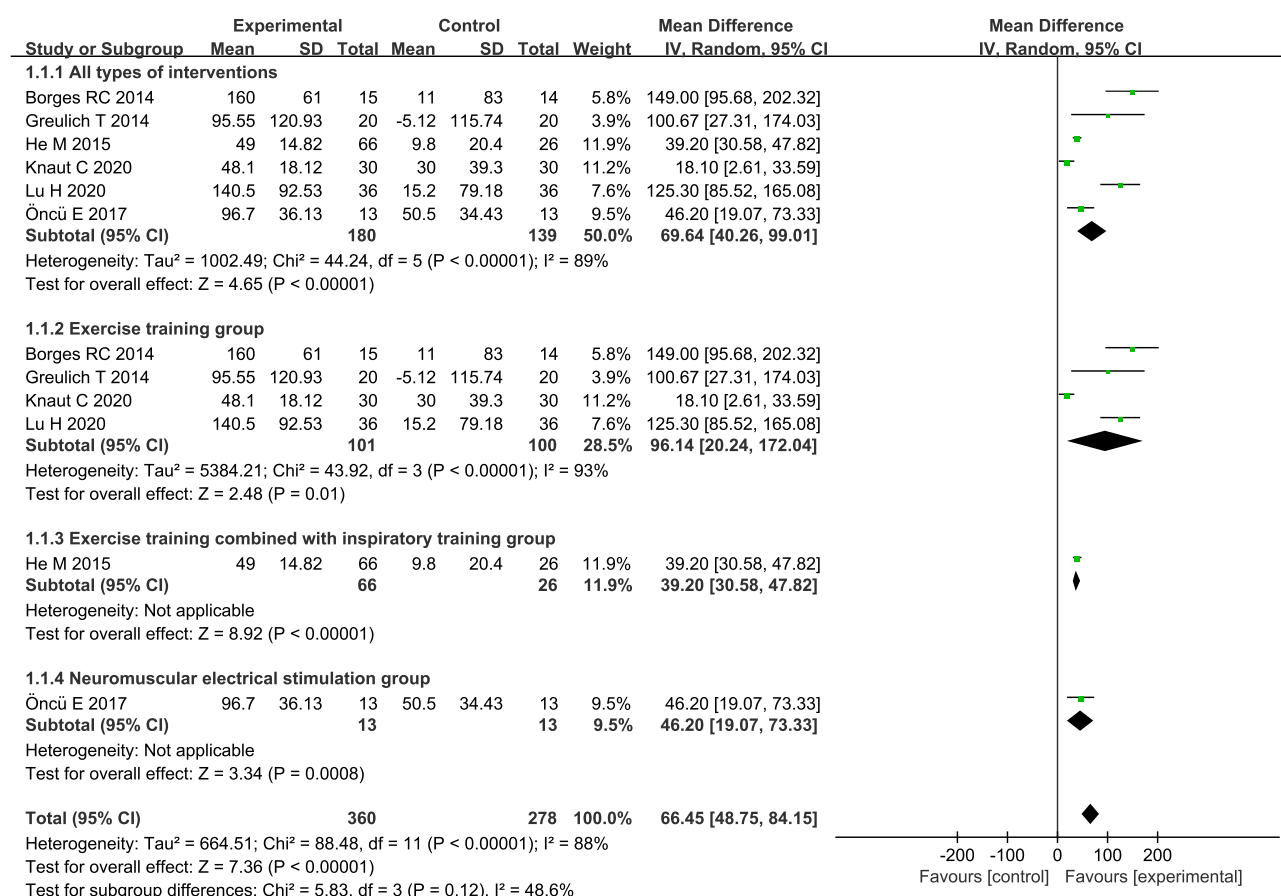 Experimental Control Mean Difference Mean Difference
Study or Subgroup Mean SD Total Mean SD Total Weight IV, Random, 95% CI IV, Random, 95% CI
1.1.1 All types of interventions
Borges RC 2014 160 61 15 11 83 14 5.8% 149.00 [95.68, 202.32]
Greulich T 2014 95.55 120.93 20 -5.12 115.74 20 3.9% 100.67 [27.31, 174.03]
He M 2015 49 14.82 66 9.8 20.4 26 11.9% 39.20 [30.58, 47.82]
Knaut C 2020 48.1 18.12 30 30 39.3 30 11.2% 18.10 [2.61, 33.59]
Lu H 2020 140.5 92.53 36 15.2 79.18 36 7.6% 125.30 [85.52, 165.08]
Öncü E 2017 96.7 36.13 13 50.5 34.43 13 9.5% 46.20 [19.07, 73.33]
Subtotal (95% CI) 180 139 50.0% 69.64 [40.26, 99.01]
Heterogeneity: Tau² = 1002.49; Chi² = 44.24, df = 5 (P < 0.00001); I² = 89%
Test for overall effect: Z = 4.65 (P < 0.00001)
1.1.2 Exercise training group
Borges RC 2014 160 61 15 11 83 14 5.8% 149.00 [95.68, 202.32]
Greulich T 2014 95.55 120.93 20 -5.12 115.74 20 3.9% 100.67 [27.31, 174.03]
Knaut C 2020 48.1 18.12 30 30 39.3 30 11.2% 18.10 [2.61, 33.59]
Lu H 2020 140.5 92.53 36 15.2 79.18 36 7.6% 125.30 [85.52, 165.08]
Subtotal (95% CI) 101 100 28.5% 96.14 [20.24, 172.04]
Heterogeneity: Tau² = 5384.21; Chi² = 43.92, df = 3 (P < 0.00001); I² = 93%
Test for overall effect: Z = 2.48 (P = 0.01)
1.1.3 Exercise training combined with inspiratory training group
He M 2015 49 14.82 66 9.8 20.4 26 11.9% 39.20 [30.58, 47.82]
Subtotal (95% CI) 66 26 11.9% 39.20 [30.58, 47.82]
Heterogeneity: Not applicable
Test for overall effect: Z = 8.92 (P < 0.00001)
1.1.4 Neuromuscular electrical stimulation group
Öncü E 2017 96.7 36.13 13 50.5 34.43 13 9.5% 46.20 [19.07, 73.33]
Subtotal (95% CI) 13 13 9.5% 46.20 [19.07, 73.33]
Heterogeneity: Not applicable
Test for overall effect: Z = 3.34 (P = 0.0008)
Total (95% CI) 360 278 100.0% 66.45 [48.75, 84.15]
Heterogeneity: Tau² = 664.51; Chi² = 88.48, df = 11 (P < 0.00001); I² = 88%
Test for overall effect: Z = 7.36 (P < 0.00001)
Test for subgroup differences: Chi² = 5.83, df = 3 (P = 0.12), I² = 48.6%
-200 -100 0 100 200
Favours [control] Favours [experimental]